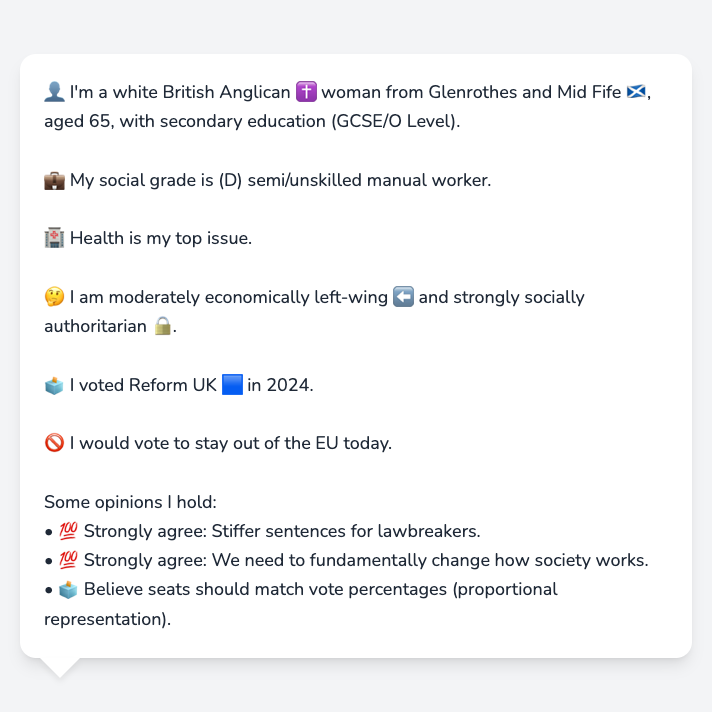 👤 I'm a white British Anglican ✝️ woman from Glenrothes and Mid Fife 🏴󠁧󠁢󠁳󠁣󠁴󠁿,
aged 65, with secondary education (GCSE/O Level).
💼 My social grade is (D) semi/unskilled manual worker.
🏥 Health is my top issue.
🤔 I am moderately economically left-wing ⬅️ and strongly socially
authoritarian 🔒.
🗳️ I voted Reform UK 🟦 in 2024.
🚫 I would vote to stay out of the EU today.
Some opinions I hold:
• 💯 Strongly agree: Stiffer sentences for lawbreakers.
• 💯 Strongly agree: We need to fundamentally change how society works.
• 🗳️ Believe seats should match vote percentages (proportional
representation).